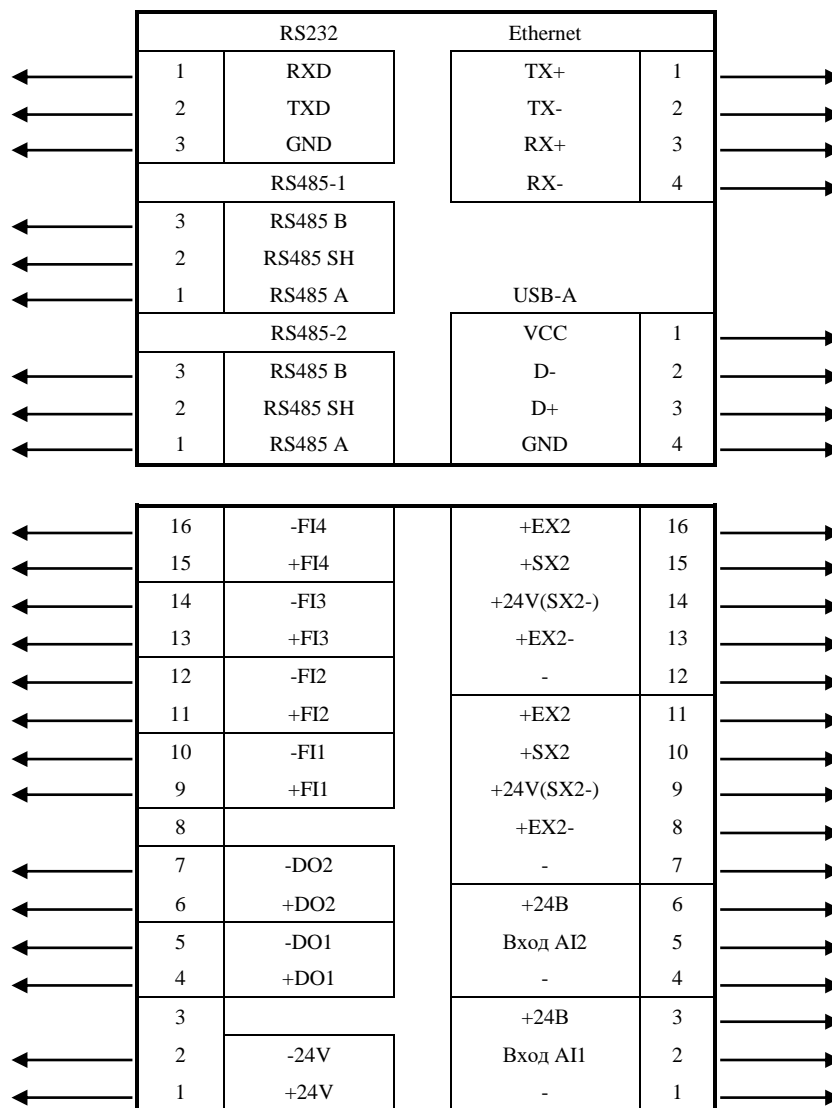 RS232 Ethernet
1 RXD TX+ 1
2 TXD TX- 2
3 GND RX+ 3
RS485-1 RX- 4
3 RS485 B
2 RS485 SH
1 RS485 A USB-A
RS485-2 VCC 1
3 RS485 B D- 2
2 RS485 SH D+ 3
1 RS485 A GND 4
16 -FI4 +EX2 16
15 +FI4 +SX2 15
14 -FI3 +24V(SX2-) 14
13 +FI3 +EX2- 13
12 -FI2 - 12
11 +FI2 +EX2 11
10 -FI1 +SX2 10
9 +FI1 +24V(SX2-) 9
8 +EX2- 8
7 -DO2 - 7
6 +DO2 +24В 6
5 -DO1 Вход AI2 5
4 +DO1 - 4
3 +24В 3
2 -24V Вход AI1 2
1 +24V - 1